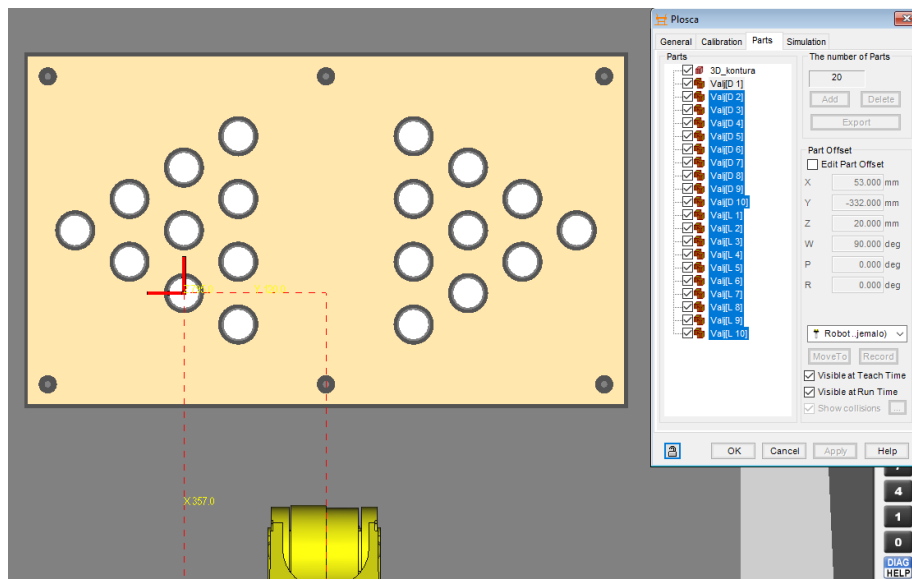 Plosca
General Calibration Parts Simulation
Parts
3D_kontura
Valj[D 1]
Valj[D 2]
Valj[D 3]
Valj[D 4]
Valj[D 5]
Valj[D 6]
Valj[D 7]
Valj[D 8]
Valj[D 9]
Valj[D 10]
Valj[L 1]
Valj[L 2]
Valj[L 3]
Valj[L 4]
Valj[L 5]
Valj[L 6]
Valj[L 7]
Valj[L 8]
Valj[L 9]
Valj[L 10]
The number of Parts
20
Add Delete
Export
Part Offset
Edit Part Offset
X 53.000 mm
Y -332.000 mm
Z 20.000 mm
W 90.000 deg
P 0.000 deg
R 0.000 deg
Robot..jemalo)
MoveTo Record
Visible at Teach Time
Visible at Run Time
Show collisions ...
OK Cancel Apply Help
X 357.0
4
1
0
DIAG
HELP